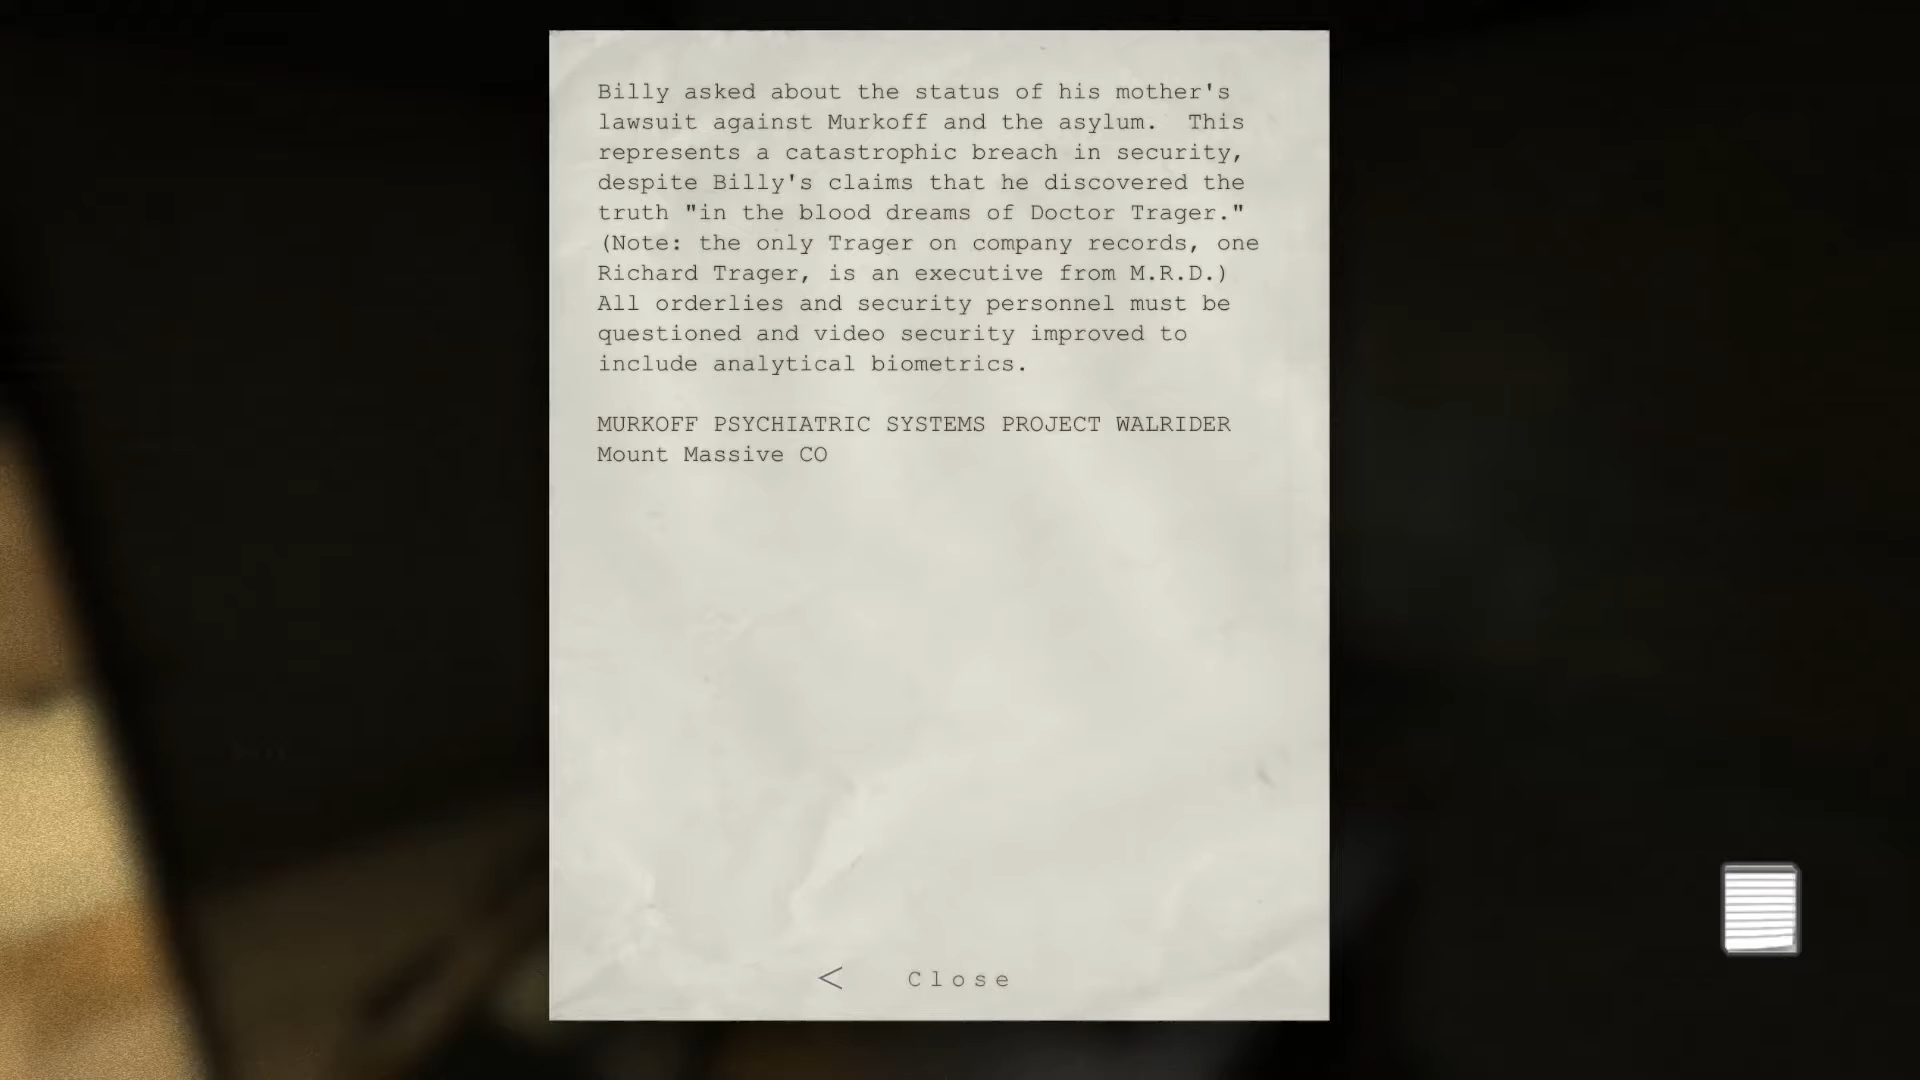 Billy asked about the status of his mother's
lawsuit against Murkoff and the asylum.  This
represents a catastrophic breach in security,
despite Billy's claims that he discovered the
truth "in the blood dreams of Doctor Trager."
(Note: the only Trager on company records, one
Richard Trager, is an executive from M.R.D.)
All orderlies and security personnel must be
questioned and video security improved to
include analytical biometrics.

MURKOFF PSYCHIATRIC SYSTEMS PROJECT WALRIDER
Mount Massive CO

< Close